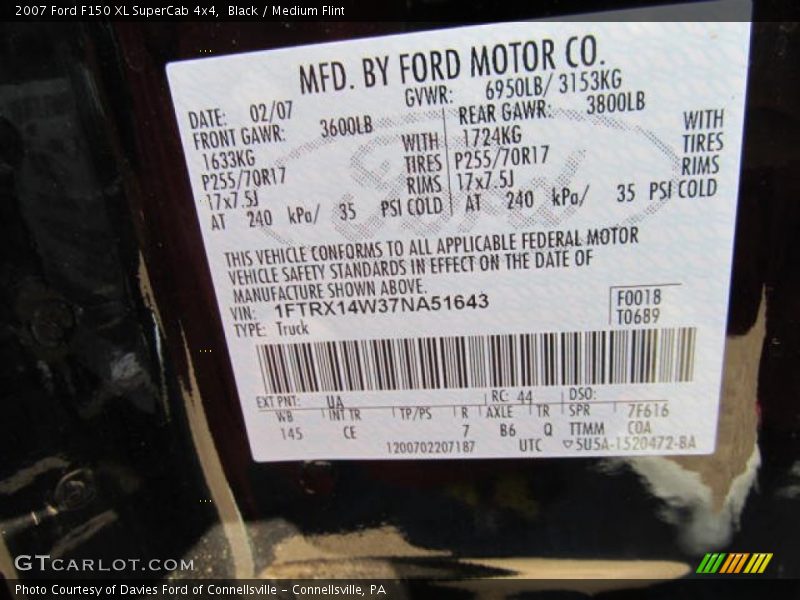 2007 Ford F150 XL SuperCab 4x4, Black / Medium Flint
MFD. BY FORD MOTOR CO.
DATE: 02/07 GVWR: 6950LB/ 3153KG
FRONT GAWR: 3600LB REAR GAWR: 3800LB
1633KG WITH 1724KG WITH
P255/70R17 TIRES P255/70R17 TIRES
17x7.5J RIMS 17x7.5J RIMS
AT 240 kPa/ 35 PSI COLD AT 240 kPa/ 35 PSI COLD
Ford
THIS VEHICLE CONFORMS TO ALL APPLICABLE FEDERAL MOTOR
VEHICLE SAFETY STANDARDS IN EFFECT ON THE DATE OF
MANUFACTURE SHOWN ABOVE.
VIN: 1FTRX14W37NA51643 F0018
TYPE: Truck T0689
EXT PNT: UA RC: 44 DSO:
WB INT TR TP/PS R AXLE TR SPR 7F616
145 CE 7 B6 Q TTMM COA
1200702207187 UTC ▽5U5A-1520472-BA
GTCARLOT.COM
Photo Courtesy of Davies Ford of Connellsville - Connellsville, PA